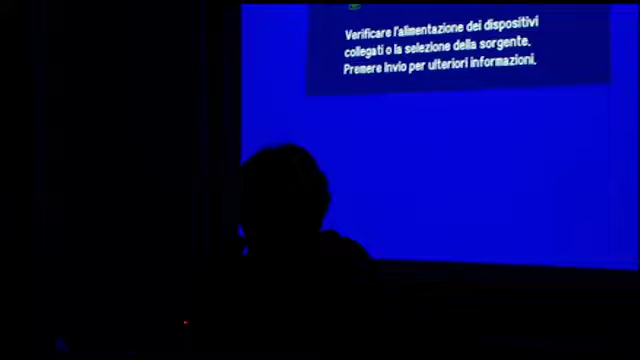 Verificare l'alimentazione dei dispositivi
collegati o la selezione della sorgente.
Premere Invio per ulteriori informazioni.